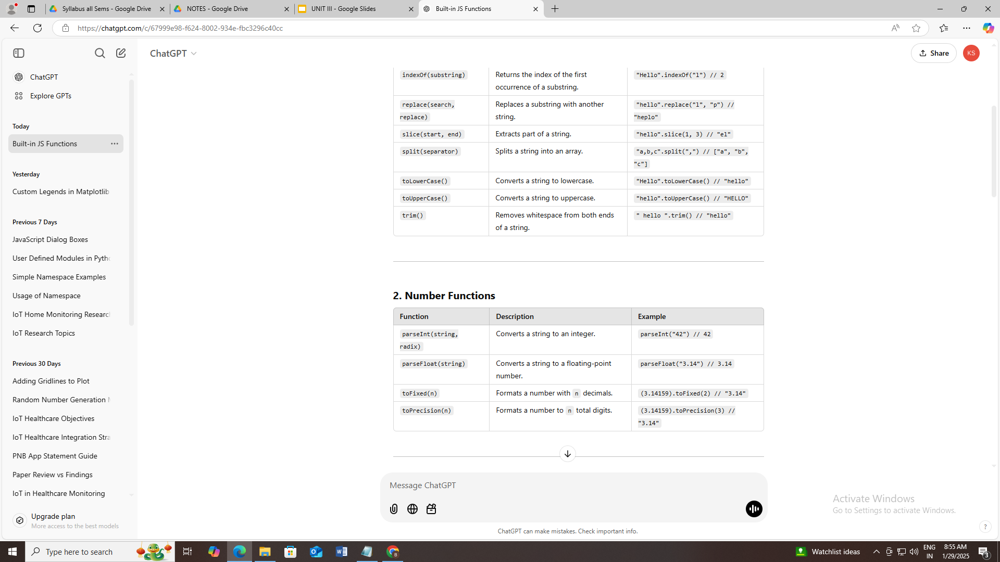 Syllabus all Sems - Google Drive
NOTES - Google Drive
UNIT III - Google Slides
Built-in JS Functions
https://chatgpt.com/c/67999e98-f624-8002-934e-fbc3296c40cc
ChatGPT
Share
KS
ChatGPT
Explore GPTs
Today
Built-in JS Functions
Yesterday
Custom Legends in Matplotlib
Previous 7 Days
JavaScript Dialog Boxes
User Defined Modules in Pytho
Simple Namespace Examples
Usage of Namespace
IoT Home Monitoring Research
IoT Research Topics
Previous 30 Days
Adding Gridlines to Plot
Random Number Generation M
IoT Healthcare Objectives
IoT Healthcare Integration Stra
PNB App Statement Guide
Paper Review vs Findings
IoT in Healthcare Monitoring
Upgrade plan
More access to the best models
indexOf(substring) Returns the index of the first "Hello".indexOf("l") // 2
occurrence of a substring.
replace(search, Replaces a substring with another "hello".replace("l", "p") //
replace) string. "heplo"
slice(start, end) Extracts part of a string. "hello".slice(1, 3) // "el"
split(separator) Splits a string into an array. "a,b,c".split(",") // ["a", "b",
"c"]
toLowerCase() Converts a string to lowercase. "Hello".toLowerCase() // "hello"
toUpperCase() Converts a string to uppercase. "hello".toUpperCase() // "HELLO"
trim() Removes whitespace from both ends " hello ".trim() // "hello"
of a string.
2. Number Functions
Function Description Example
parseInt(string, Converts a string to an integer. parseInt("42") // 42
radix)
parseFloat(string) Converts a string to a floating-point parseFloat("3.14") // 3.14
number.
toFixed(n) Formats a number with n decimals. (3.14159).toFixed(2) // "3.14"
toPrecision(n) Formats a number to n total digits. (3.14159).toPrecision(3) //
"3.14"
Message ChatGPT
ChatGPT can make mistakes. Check important info.
Activate Windows
Go to Settings to activate Windows.
?
Type here to search
Watchlist ideas
ENG
IN
8:55 AM
1/29/2025
3